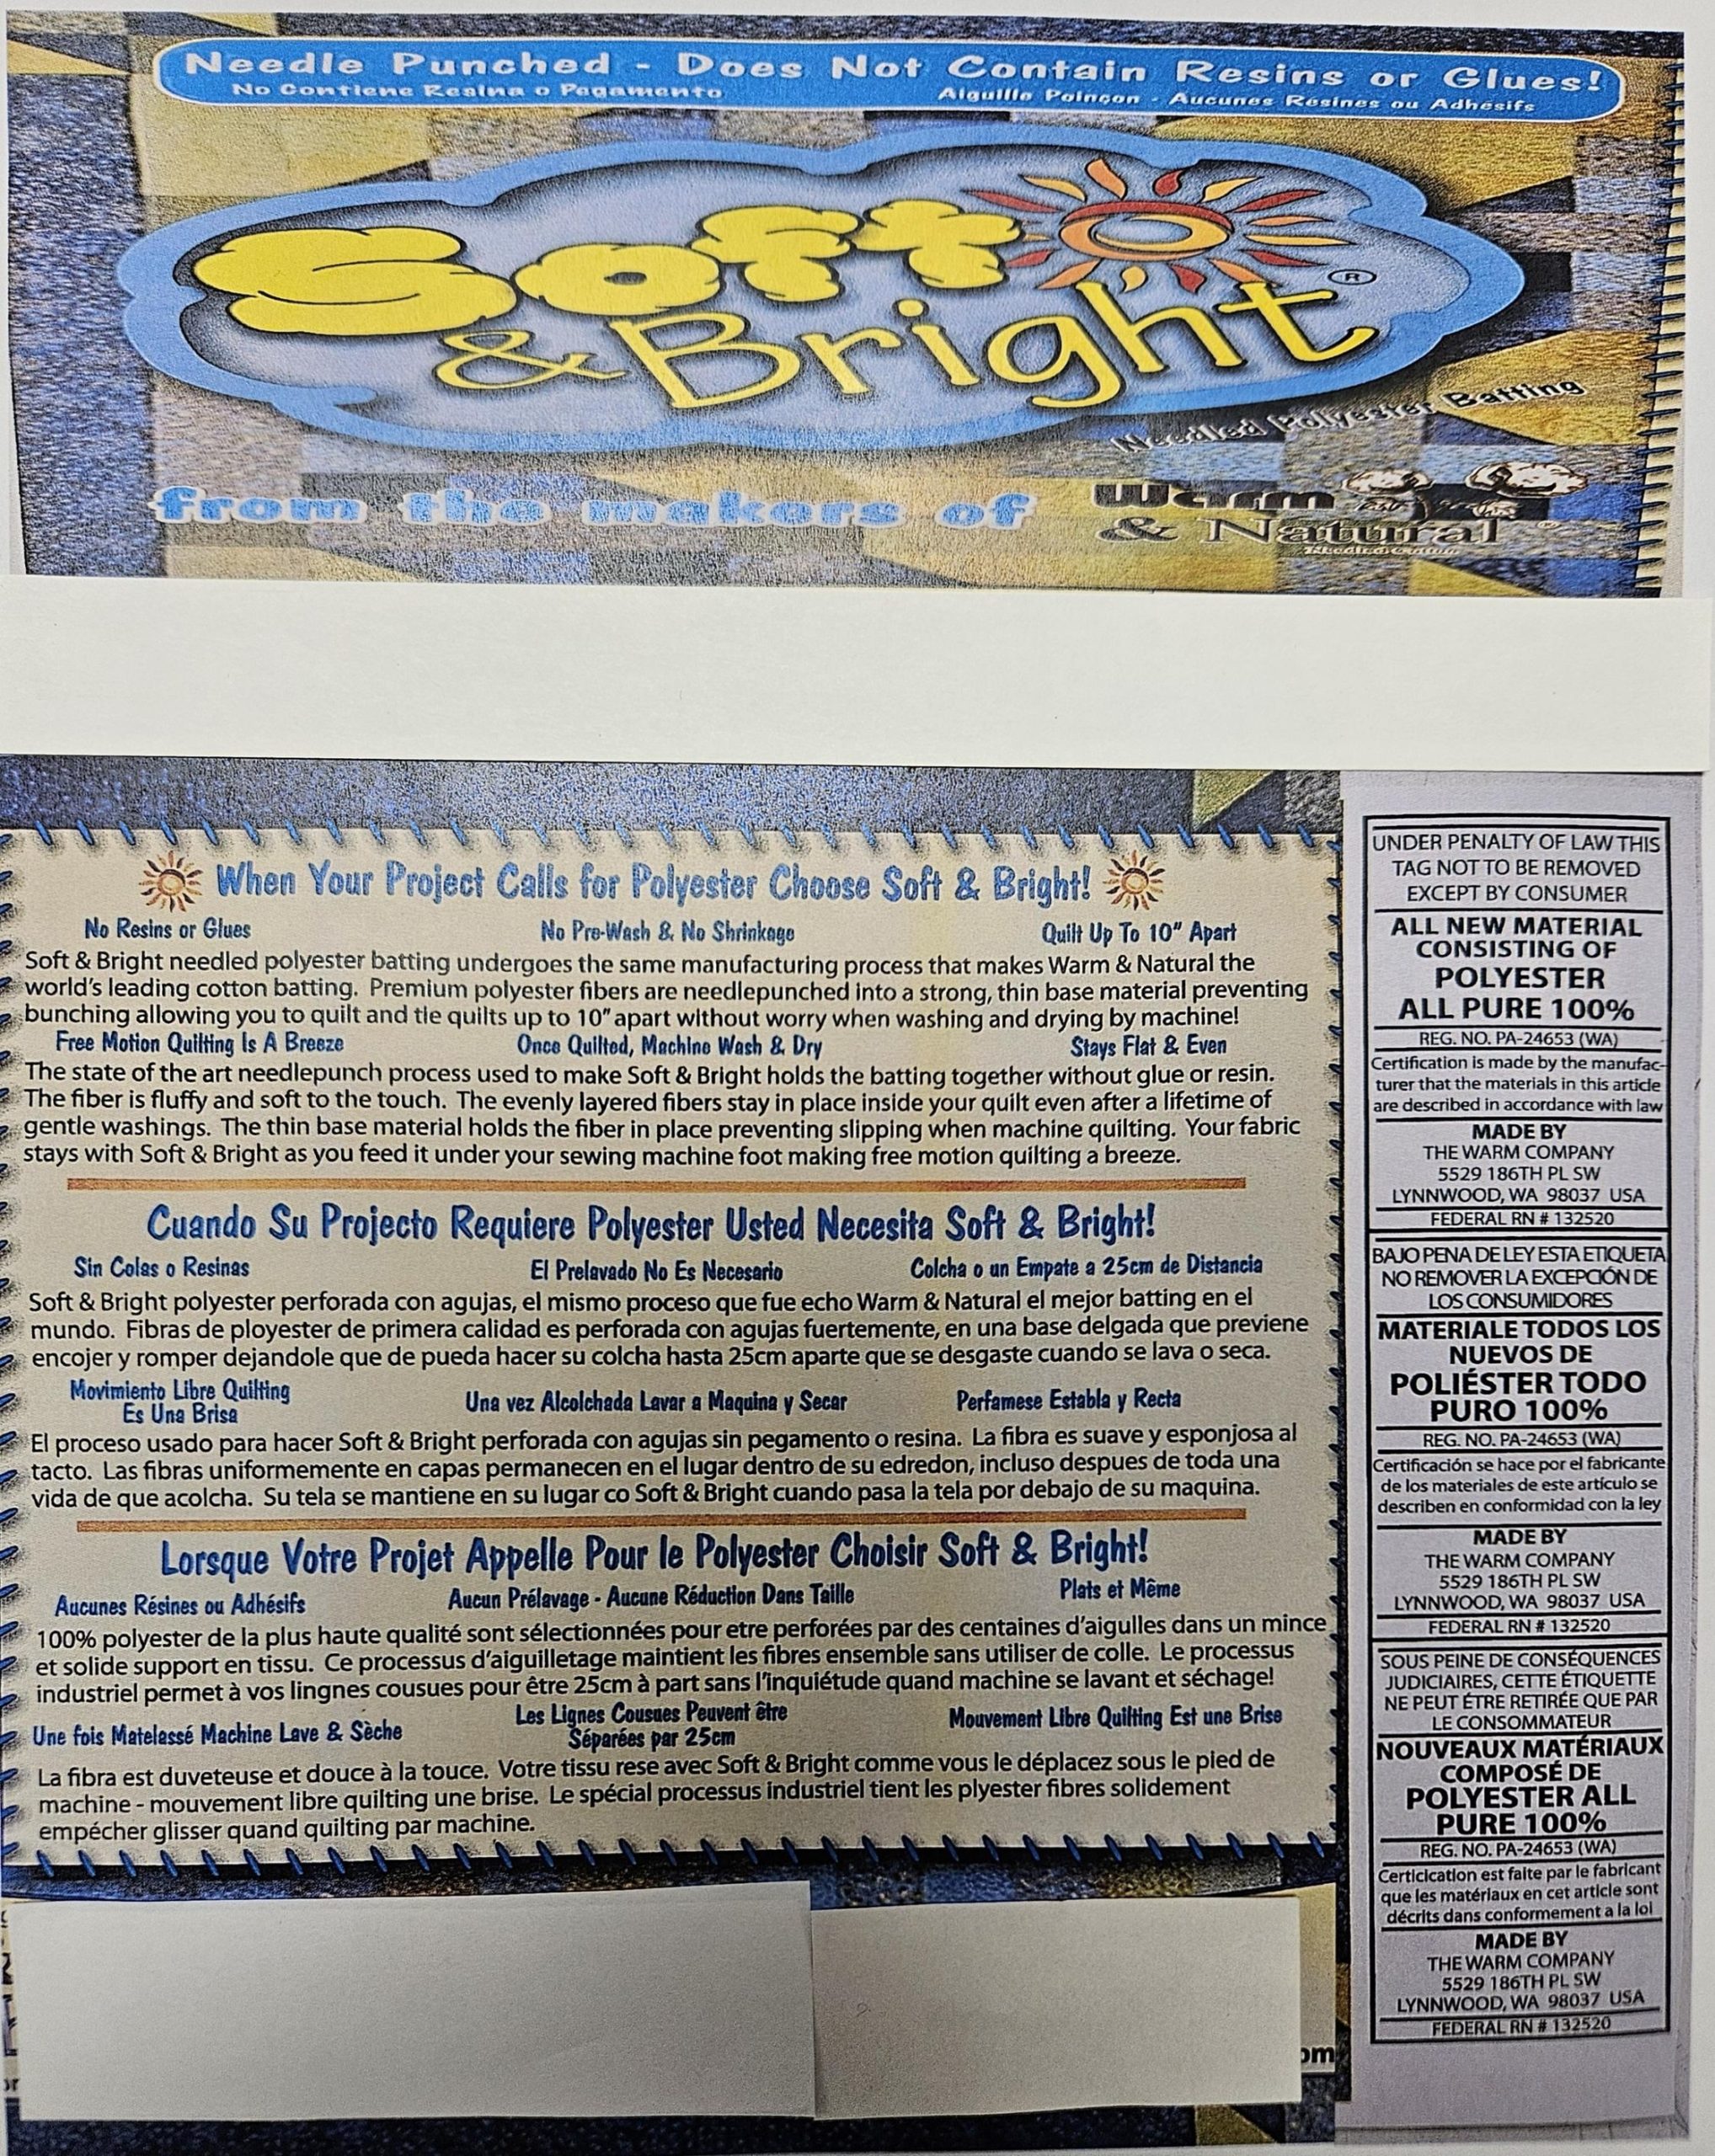 Needle Punched - Does Not Contain Resins or Glues!
No Contiene Resina o Pegamento
Aiguille Poinçon - Aucunes Résines ou Adhésifs
Soft
& Bright®
Needled Polyester Batting
from the makers of
Warm
& Natural
Needled Cotton
When Your Project Calls for Polyester Choose Soft & Bright!
No Resins or Glues
No Pre-Wash & No Shrinkage
Quilt Up To 10" Apart
Soft & Bright needled polyester batting undergoes the same manufacturing process that makes Warm & Natural the
world's leading cotton batting. Premium polyester fibers are needlepunched into a strong, thin base material preventing
bunching allowing you to quilt and tie quilts up to 10" apart without worry when washing and drying by machine!
Free Motion Quilting Is A Breeze
Once Quilted, Machine Wash & Dry
Stays Flat & Even
The state of the art needlepunch process used to make Soft & Bright holds the batting together without glue or resin.
The fiber is fluffy and soft to the touch. The evenly layered fibers stay in place inside your quilt even after a lifetime of
gentle washings. The thin base material holds the fiber in place preventing slipping when machine quilting. Your fabric
stays with Soft & Bright as you feed it under your sewing machine foot making free motion quilting a breeze.
Cuando Su Projecto Requiere Polyester Usted Necesita Soft & Bright!
Sin Colas o Resinas
El Prelavado No Es Necesario
Colcha o un Empate a 25cm de Distancia
Soft & Bright polyester perforada con agujas, el mismo proceso que fue echo Warm & Natural el mejor batting en el
mundo. Fibras de ployester de primera calidad es perforada con agujas fuertemente, en una base delgada que previene
encojer y romper dejandole que de pueda hacer su colcha hasta 25cm aparte que se desgaste cuando se lava o seca.
Movimiento Libre Quilting
Es Una Brisa
Una vez Alcolchada Lavar a Maquina y Secar
Perfamese Establa y Recta
El proceso usado para hacer Soft & Bright perforada con agujas sin pegamento o resina. La fibra es suave y esponjosa al
tacto. Las fibras uniformemente en capas permanecen en el lugar dentro de su edredon, incluso despues de toda una
vida de que acolcha. Su tela se mantiene en su lugar co Soft & Bright cuando pasa la tela por debajo de su maquina.
Lorsque Votre Projet Appelle Pour le Polyester Choisir Soft & Bright!
Aucunes Résines ou Adhésifs
Aucun Prélavage - Aucune Réduction Dans Taille
Plats et Même
100% polyester de la plus haute qualité sont sélectionnées pour etre perforées par des centaines d'aigulles dans un mince
et solide support en tissu. Ce processus d'aiguilletage maintient les fibres ensemble sans utiliser de colle. Le processus
industriel permet à vos lingnes cousues pour être 25cm à part sans l'inquiétude quand machine se lavant et séchage!
Une fois Matelassé Machine Lave & Sèche
Les Lignes Cousues Peuvent être
Séparées par 25cm
Mouvement Libre Quilting Est une Brise
La fibra est duveteuse et douce à la touce. Votre tissu rese avec Soft & Bright comme vous le déplacez sous le pied de
machine - mouvement libre quilting une brise. Le spécial processus industriel tient les plyester fibres solidement
empécher glisser quand quilting par machine.
om
UNDER PENALTY OF LAW THIS
TAG NOT TO BE REMOVED
EXCEPT BY CONSUMER
ALL NEW MATERIAL
CONSISTING OF
POLYESTER
ALL PURE 100%
REG. NO. PA-24653 (WA)
Certification is made by the manufac-
turer that the materials in this article
are described in accordance with law
MADE BY
THE WARM COMPANY
5529 186TH PL SW
LYNNWOOD, WA 98037 USA
FEDERAL RN # 132520
BAJO PENA DE LEY ESTA ETIQUETA
NO REMOVER LA EXCEPCIÓN DE
LOS CONSUMIDORES
MATERIALE TODOS LOS
NUEVOS DE
POLIÉSTER TODO
PURO 100%
REG. NO. PA-24653 (WA)
Certificación se hace por el fabricante
de los materiales de este artículo se
describen en conformidad con la ley
MADE BY
THE WARM COMPANY
5529 186TH PL SW
LYNNWOOD, WA 98037 USA
FEDERAL RN # 132520
SOUS PEINE DE CONSÉQUENCES
JUDICIAIRES, CETTE ÉTIQUETTE
NE PEUT ÉTRE RETIRÉE QUE PAR
LE CONSOMMATEUR
NOUVEAUX MATÉRIAUX
COMPOSÉ DE
POLYESTER ALL
PURE 100%
REG. NO. PA-24653 (WA)
Certicication est faite par le fabricant
que les matériaux en cet article sont
décrits dans conformement a la loi
MADE BY
THE WARM COMPANY
5529 186TH PL SW
LYNNWOOD, WA 98037 USA
FEDERAL RN # 132520